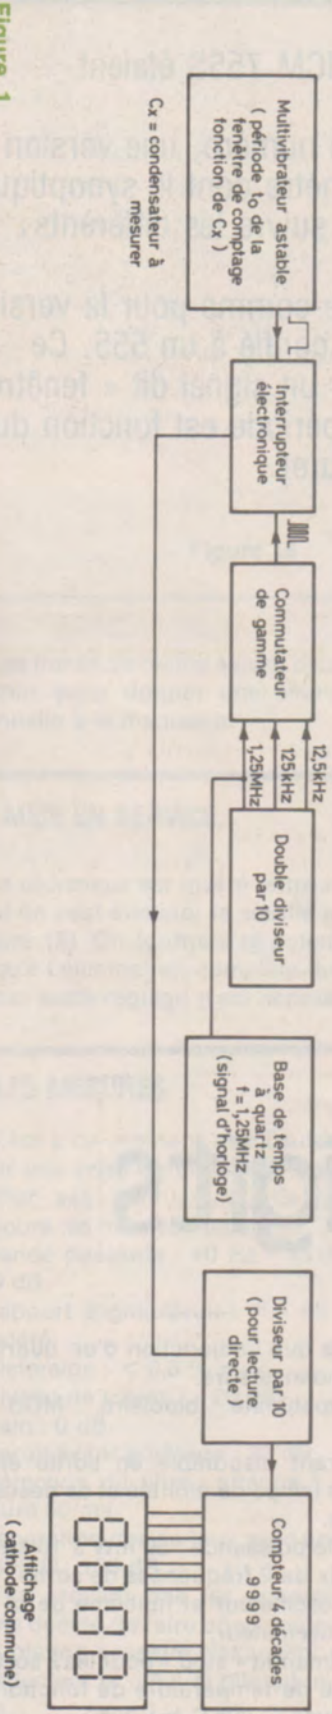 Figure 1
Multivibrateur astable
( période to de la
fenêtre de comptage
fonction de Cx )
Cx = condensateur à
mesurer
Interrupteur
électronique
Commutateur
de gamme
12,5kHz
125kHz
1,25MHz
Double diviseur
par 10
Base de temps
à quartz
f = 1,25MHz
(signal d'horloge)
Diviseur par 10
( pour lecture
directe )
Compteur 4 décades
9999
8888
Affichage
cathode commune)